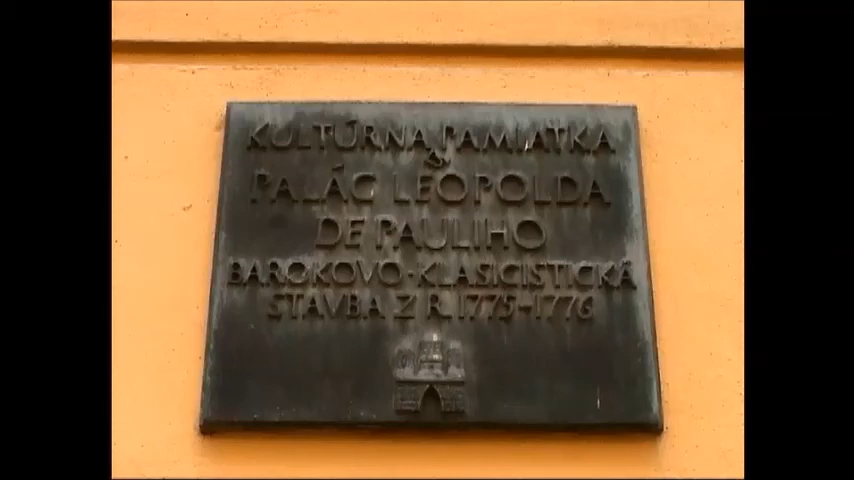 KULTÚRNA PAMIATKA
PALÁC LEOPOLDA
DE PAULIHO
BAROKOVO-KLASICISTICKÁ
STAVBA Z R. 1775-1776